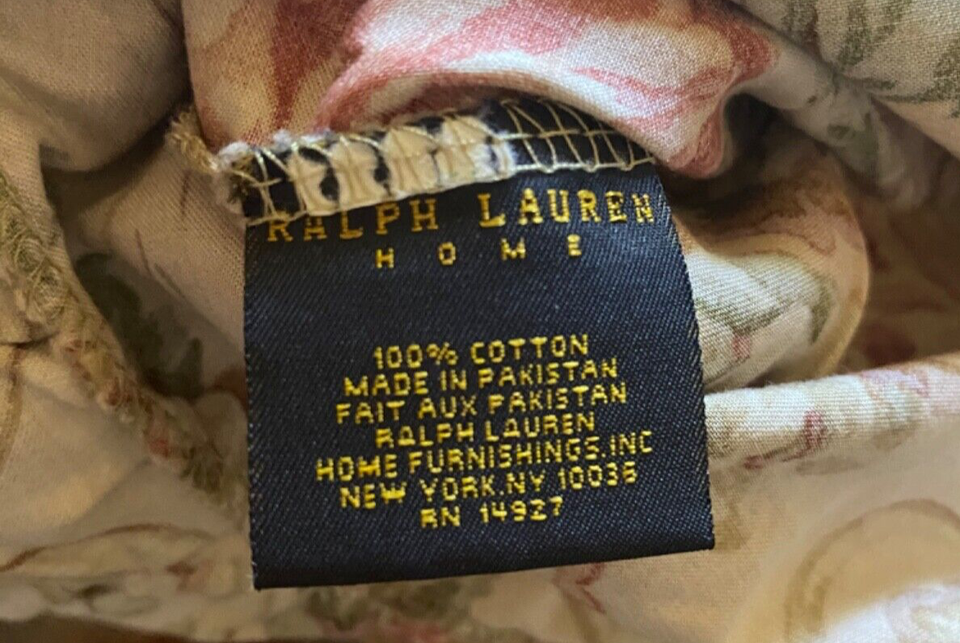 RALPH LAUREN
HOME
100% COTTON
MADE IN PAKISTAN
FAIT AUX PAKISTAN
RALPH LAUREN
HOME FURNISHINGS.INC
NEW YORK.NY 10036
RN 14927